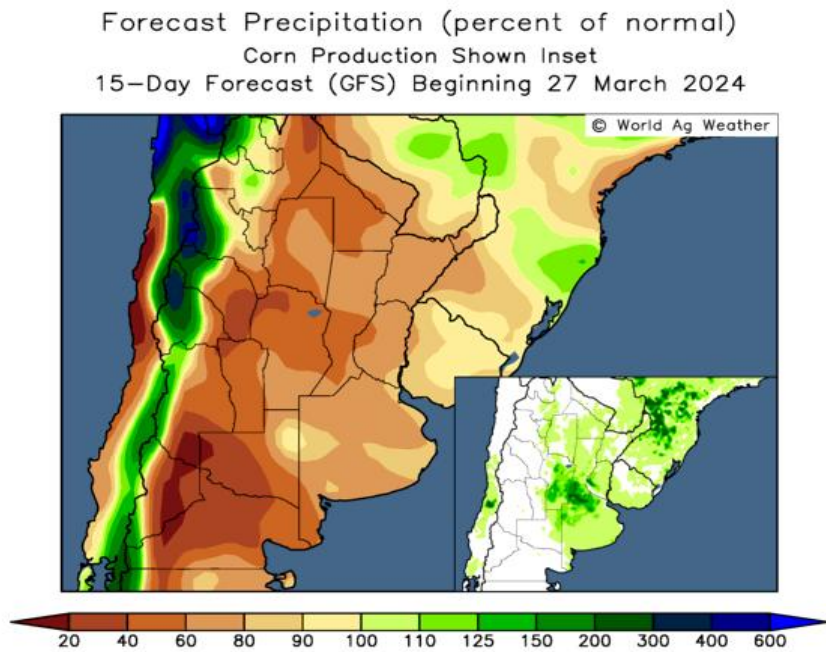 Forecast Precipitation (percent of normal)
Corn Production Shown Inset
15-Day Forecast (GFS) Beginning 27 March 2024
© World Ag Weather
20 40 60 80 90 100 110 125 150 200 300 400 600